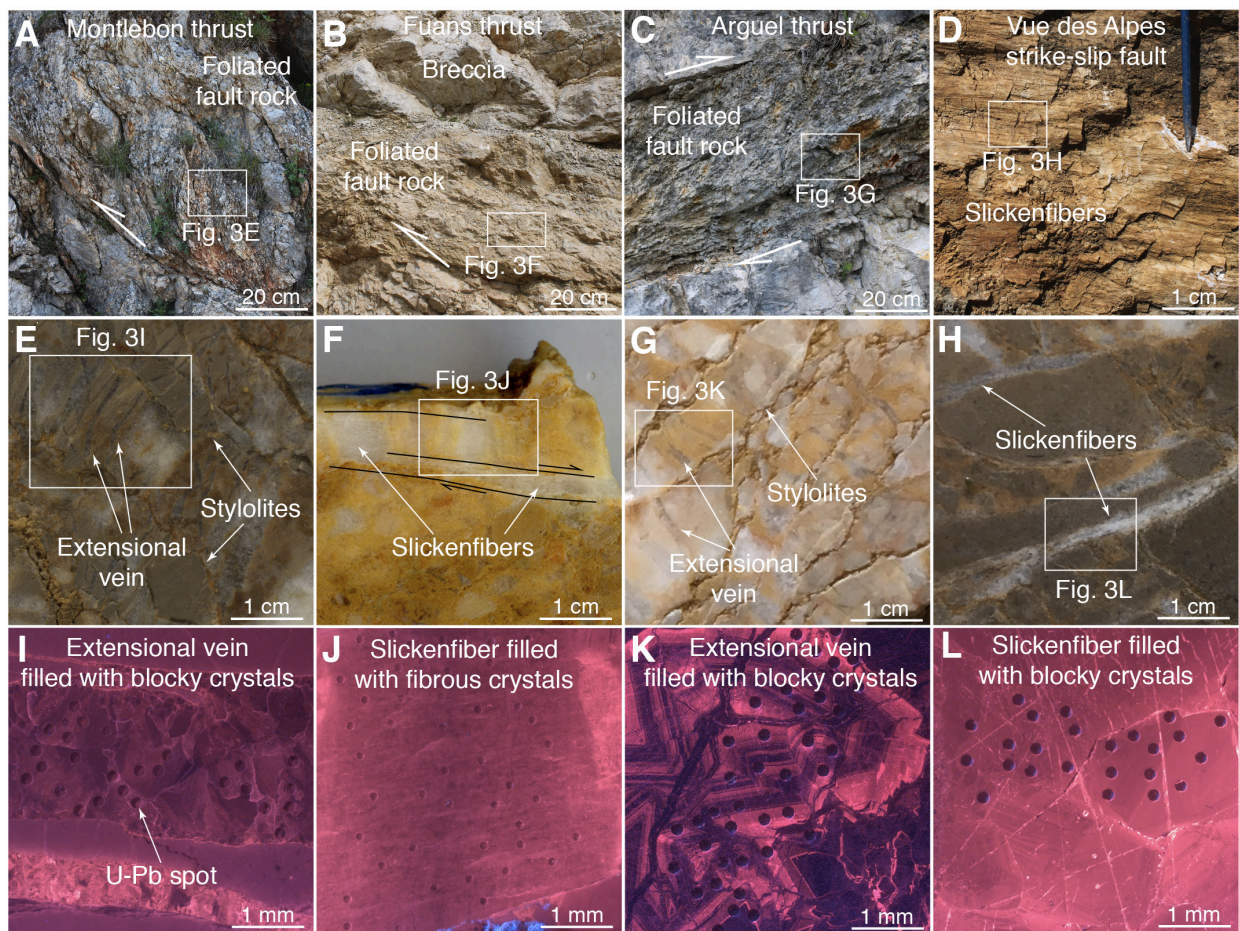 A Montlebon thrust
Foliated
fault rock
Fig. 3E
20 cm
B Fuans thrust
Breccia
Foliated
fault rock
Fig. 3F
20 cm
C Arguel thrust
Foliated
fault rock
Fig. 3G
20 cm
D Vue des Alpes
strike-slip fault
Fig. 3H
Slickenfibers
1 cm
E
Fig. 3I
Stylolites
Extensional
vein
1 cm
F
Fig. 3J
Slickenfibers
1 cm
G
Fig. 3K
Stylolites
Extensional
vein
1 cm
H
Slickenfibers
Fig. 3L
1 cm
I Extensional vein
filled with blocky crystals
U-Pb spot
1 mm
J Slickenfiber filled
with fibrous crystals
1 mm
K Extensional vein
filled with blocky crystals
1 mm
L Slickenfiber filled
with blocky crystals
1 mm